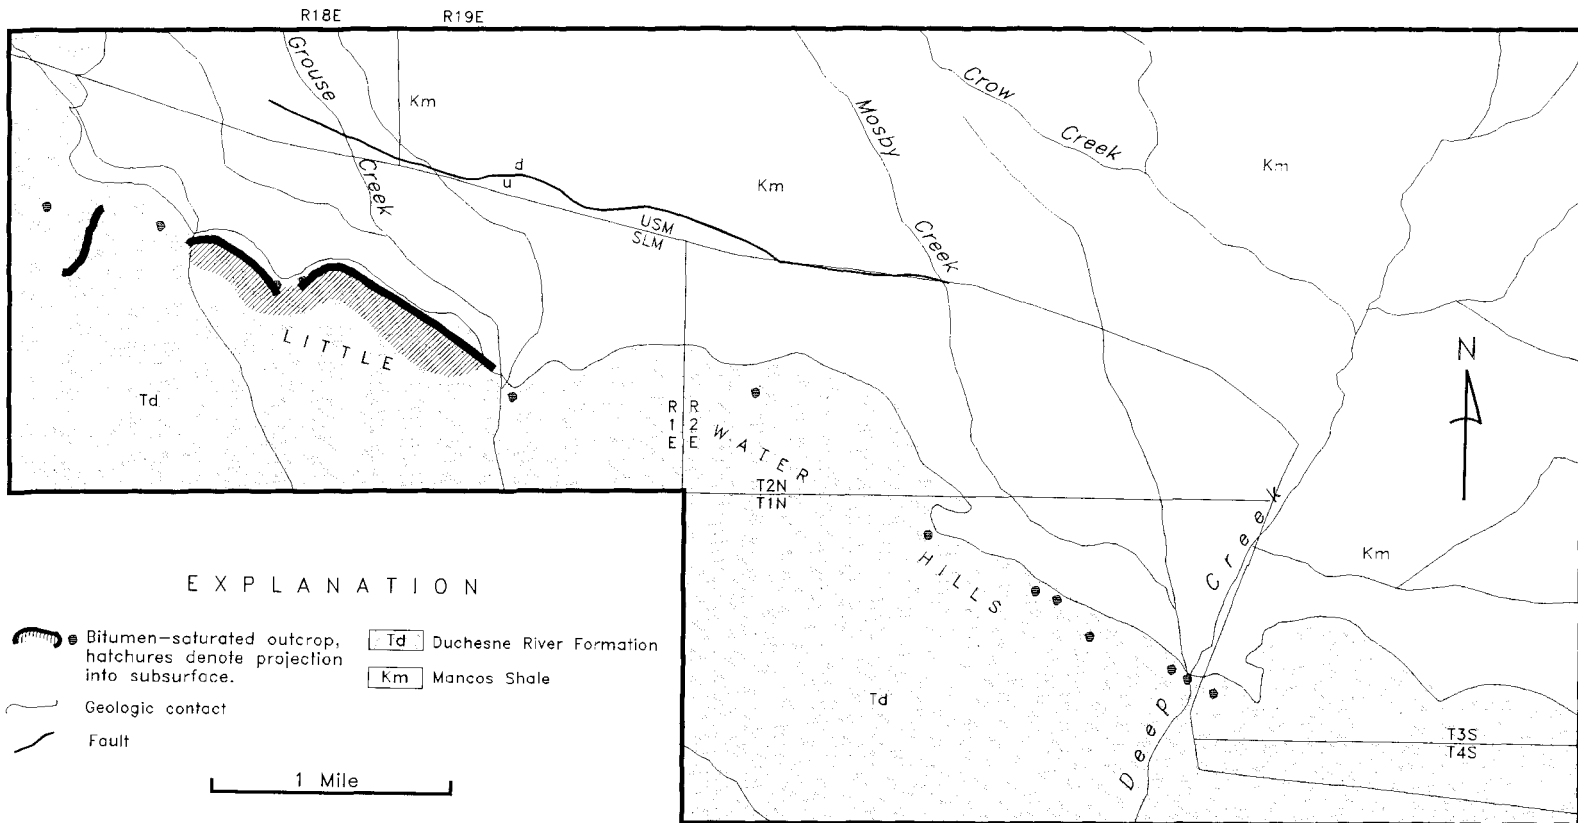 R18E R19E
Grouse
Creek
Km
d
u
USM
SLM
Km
Mosby
Creek
Crow
Creek
Km
N
LITTLE
Td
R R
1 2
E E
WATER
T2N
T1N
HILLS
Km
Deep Creek
Td
T3S
T4S
EXPLANATION
Bitumen-saturated outcrop,
hatchures denote projection
into subsurface.
Geologic contact
Fault
Td Duchesne River Formation
Km Mancos Shale
1 Mile